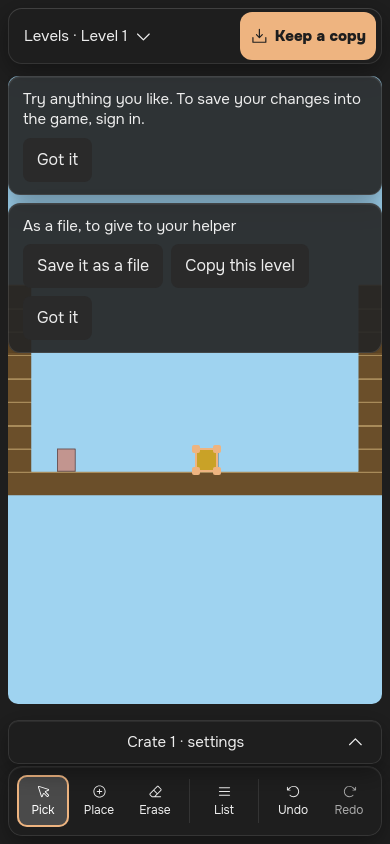 Levels · Level 1
Keep a copy
Try anything you like. To save your changes into
the game, sign in.
Got it
As a file, to give to your helper
Save it as a file
Copy this level
Got it
Crate 1 · settings
Pick
Place
Erase
List
Undo
Redo